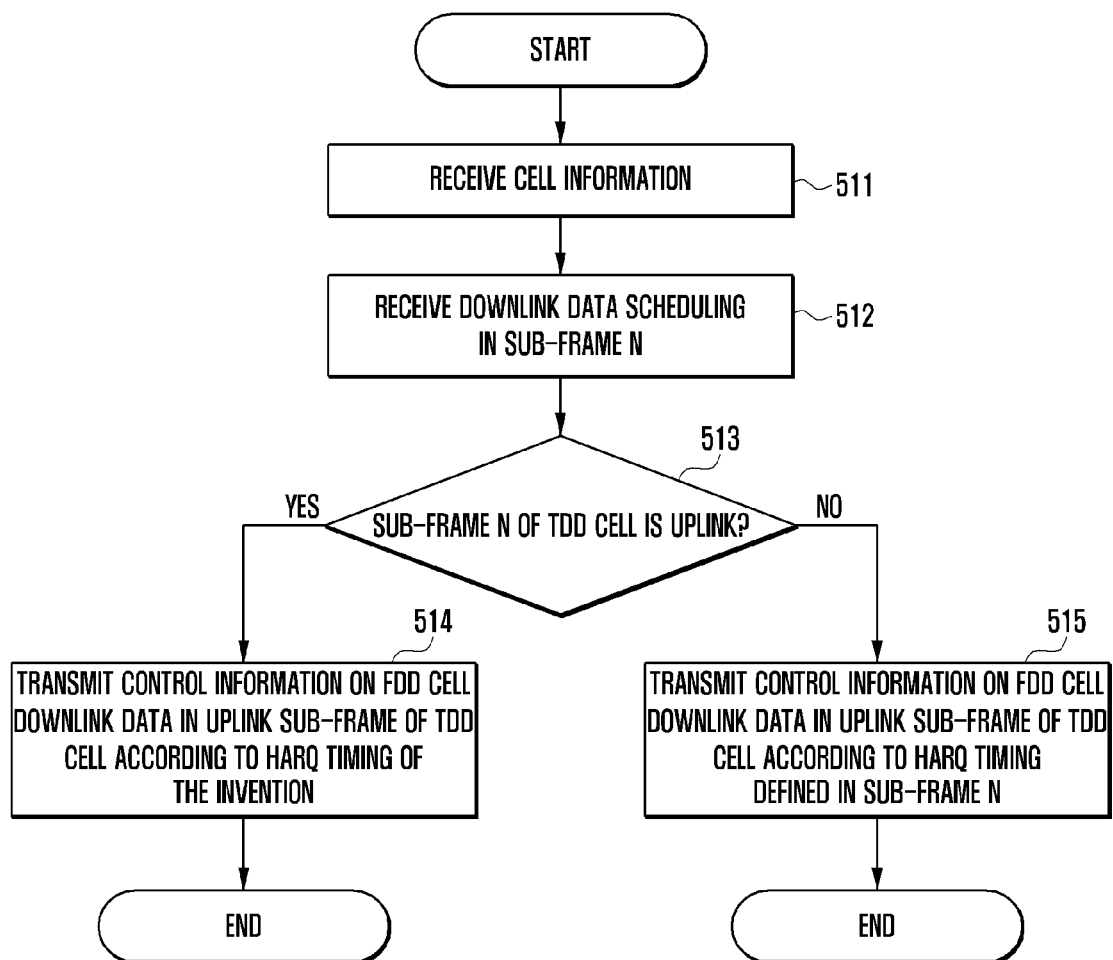 START
RECEIVE CELL INFORMATION
511
RECEIVE DOWNLINK DATA SCHEDULING
IN SUB-FRAME N
512
513
YES
SUB-FRAME N OF TDD CELL IS UPLINK?
NO
514
TRANSMIT CONTROL INFORMATION ON FDD CELL
DOWNLINK DATA IN UPLINK SUB-FRAME OF TDD
CELL ACCORDING TO HARQ TIMING OF
THE INVENTION
515
TRANSMIT CONTROL INFORMATION ON FDD CELL
DOWNLINK DATA IN UPLINK SUB-FRAME OF TDD
CELL ACCORDING TO HARQ TIMING
DEFINED IN SUB-FRAME N
END
END